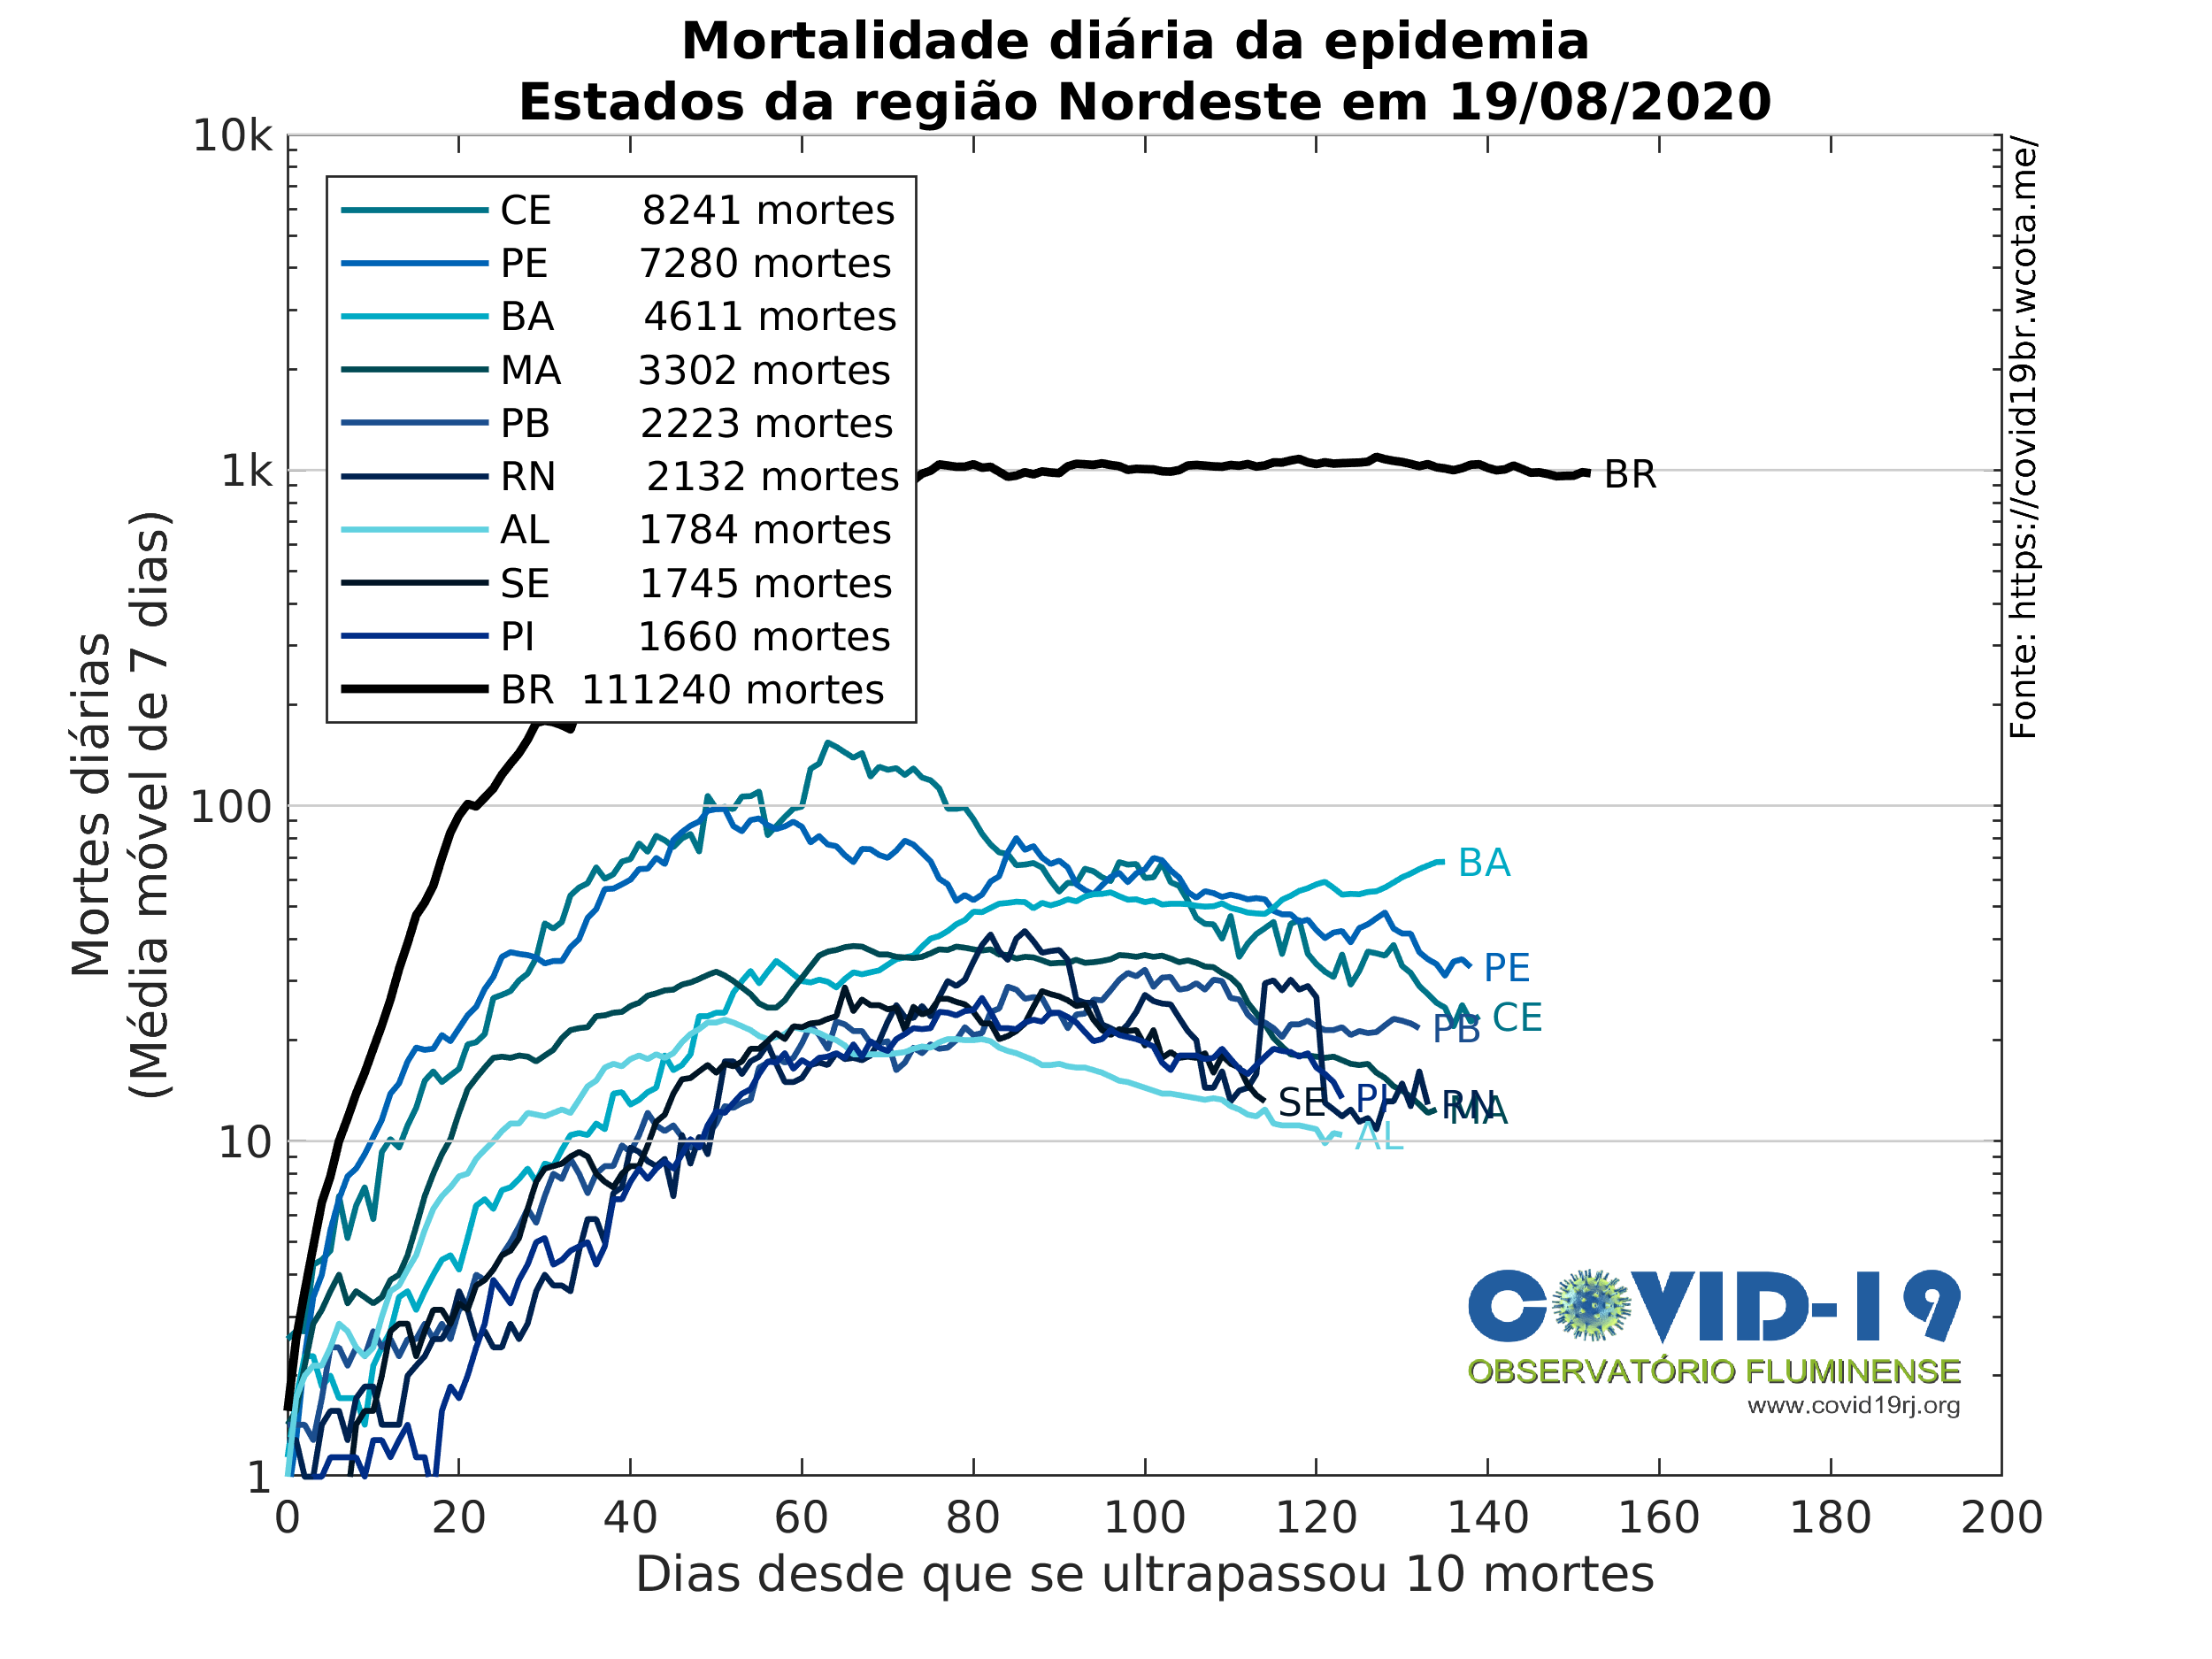 Mortalidade diária da epidemia
Estados da região Nordeste em 19/08/2020
Mortes diárias
(Média móvel de 7 dias)
10k
1k
100
10
1
CE 8241 mortes
PE 7280 mortes
BA 4611 mortes
MA 3302 mortes
PB 2223 mortes
RN 2132 mortes
AL 1784 mortes
SE 1745 mortes
PI 1660 mortes
BR 111240 mortes
BR
BA
PE
CE
PB
SE
PI
RN
MA
AL
Fonte: https://covid19br.wcota.me/
COVID-19
OBSERVATÓRIO FLUMINENSE
www.covid19rj.org
0 20 40 60 80 100 120 140 160 180 200
Dias desde que se ultrapassou 10 mortes